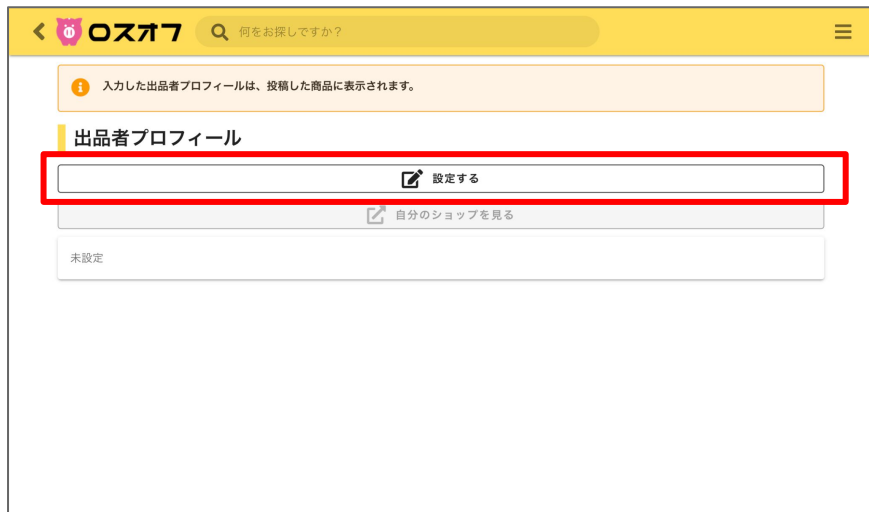 ロスオフ
何をお探しですか？
入力した出品者プロフィールは、投稿した商品に表示されます。
出品者プロフィール
設定する
自分のショップを見る
未設定